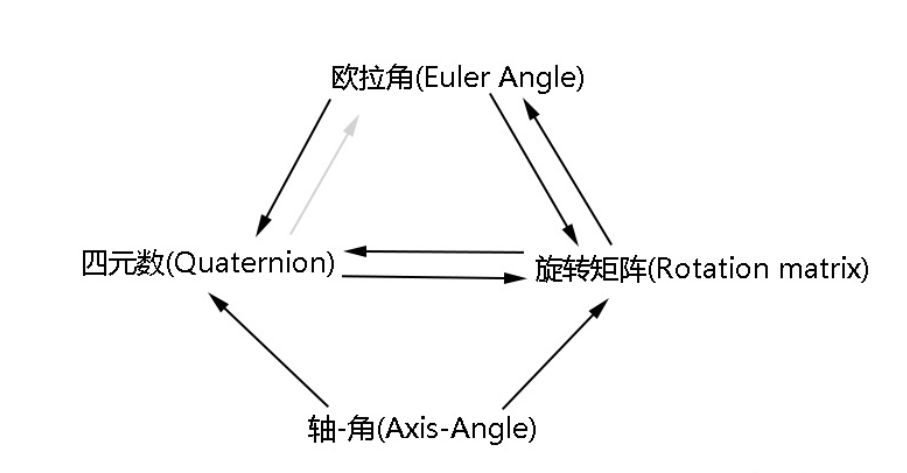 欧拉角(Euler Angle)
四元数(Quaternion)
旋转矩阵(Rotation matrix)
轴-角(Axis-Angle)